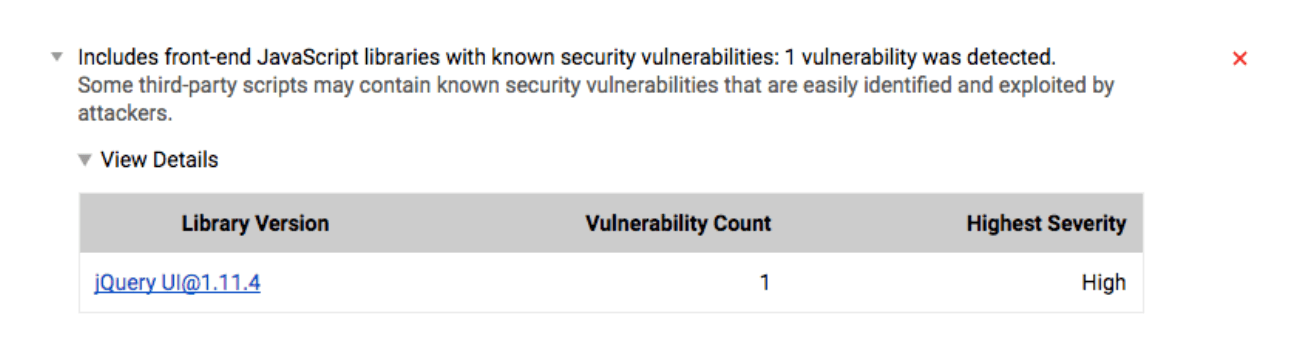 Includes front-end JavaScript libraries with known security vulnerabilities: 1 vulnerability was detected.
Some third-party scripts may contain known security vulnerabilities that are easily identified and exploited by
attackers.
View Details
Library Version Vulnerability Count Highest Severity
jQuery UI@1.11.4 1 High